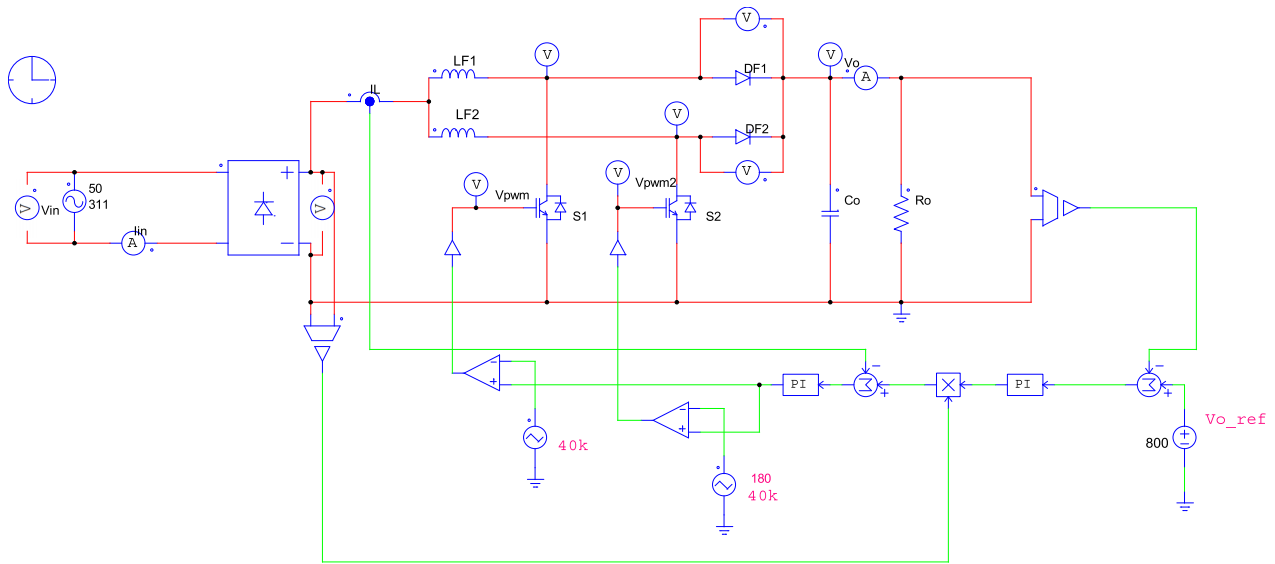 V
V
LF1
DF1
V
Vo
A
IL
LF2
V
DF2
V
V
Vpwm
V
Vpwm2
50
311
V
Vin
A
Iin
V
S1
S2
Co
Ro
PI
Σ
×
PI
Σ
40k
180
40k
800
Vo_ref